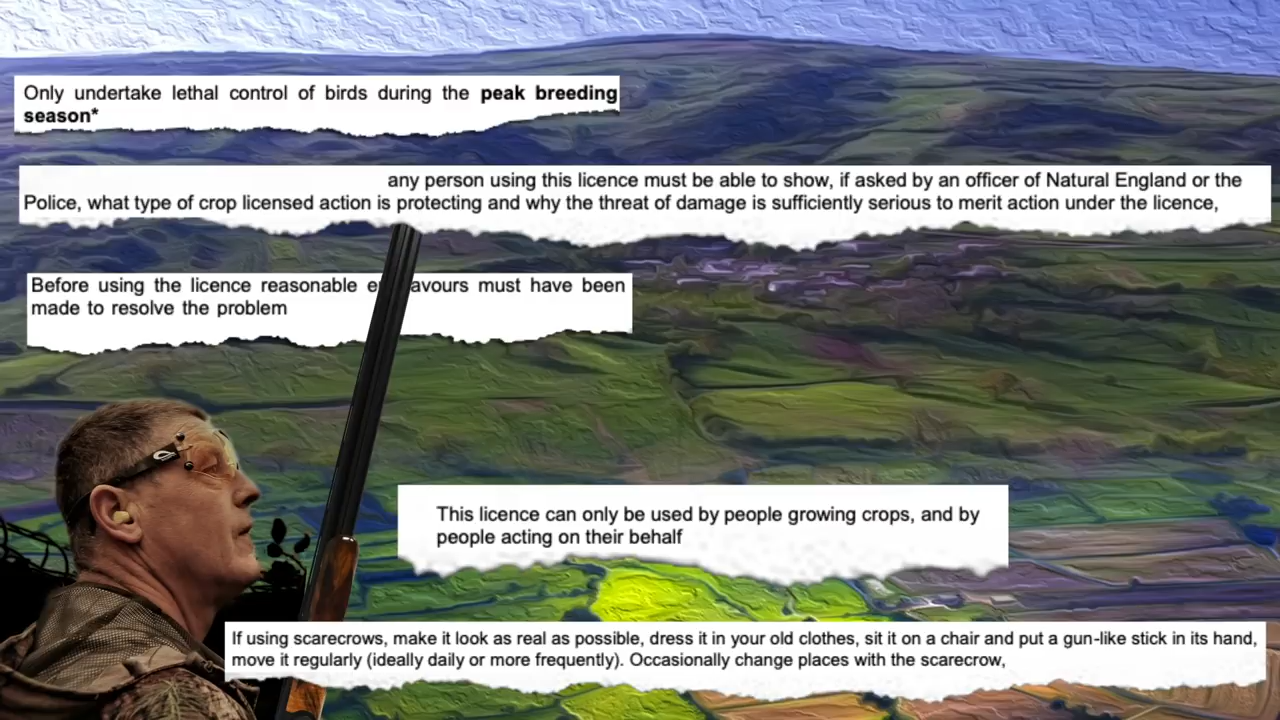 Only undertake lethal control of birds during the peak breeding
season*
any person using this licence must be able to show, if asked by an officer of Natural England or the
Police, what type of crop licensed action is protecting and why the threat of damage is sufficiently serious to merit action under the licence,
Before using the licence reasonable e avours must have been
made to resolve the problem
This licence can only be used by people growing crops, and by
people acting on their behalf
If using scarecrows, make it look as real as possible, dress it in your old clothes, sit it on a chair and put a gun-like stick in its hand,
move it regularly (ideally daily or more frequently). Occasionally change places with the scarecrow,